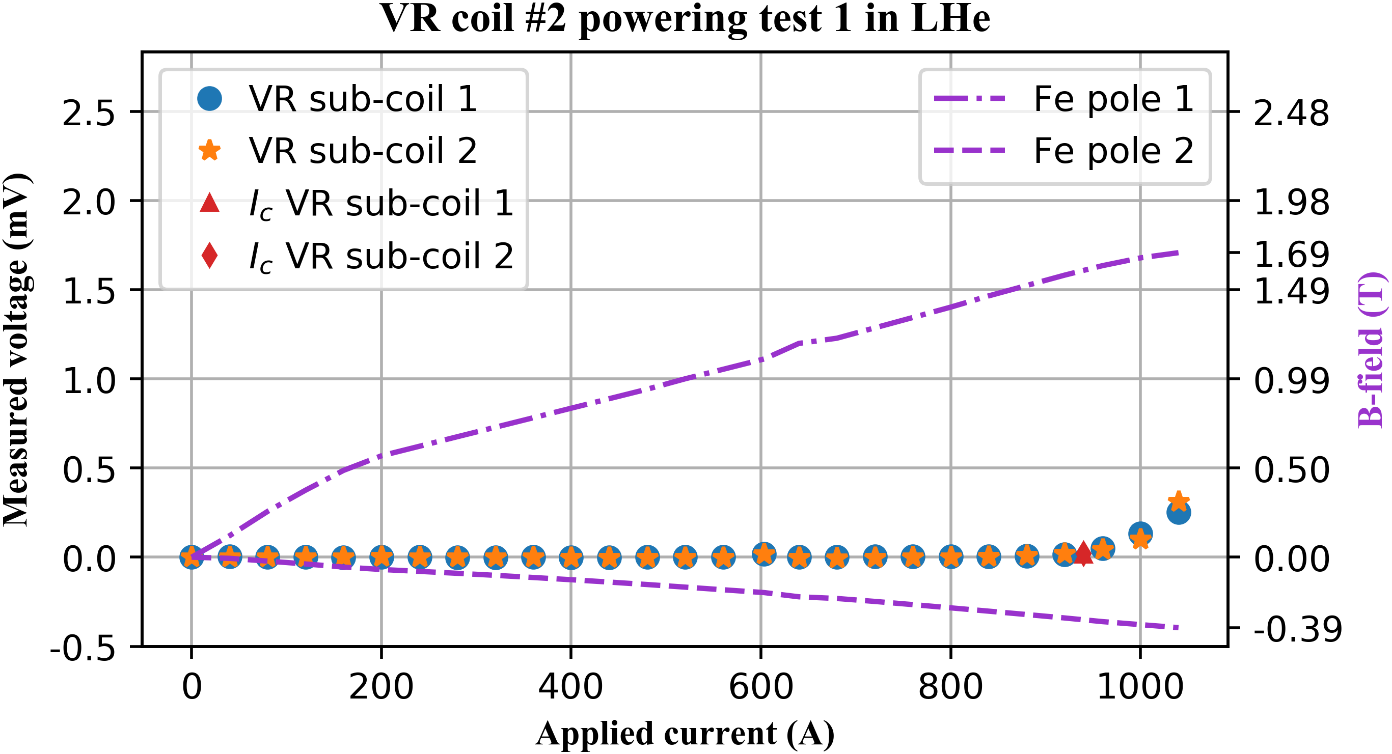 VR coil #2 powering test 1 in LHe
VR sub-coil 1
VR sub-coil 2
Ic VR sub-coil 1
Ic VR sub-coil 2
Fe pole 1
Fe pole 2
Measured voltage (mV)
2.5
2.0
1.5
1.0
0.5
0.0
-0.5
2.48
1.98
1.69
1.49
0.99
0.50
0.00
-0.39
B-field (T)
0 200 400 600 800 1000
Applied current (A)